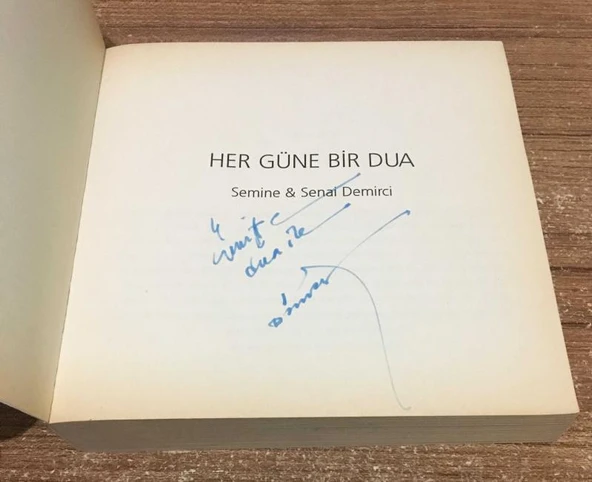 HER GÜNE BİR DUA
Semine & Senai Demirci
dua ile